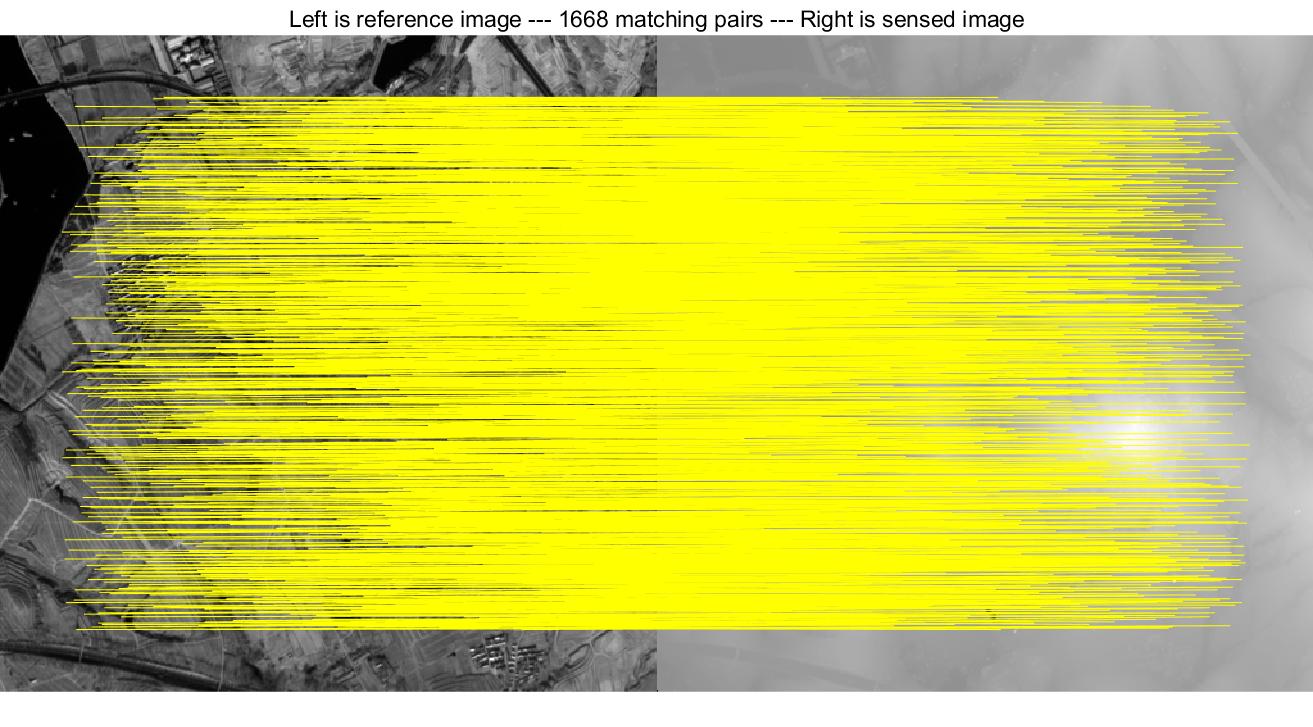 Left is reference image --- 1668 matching pairs --- Right is sensed image